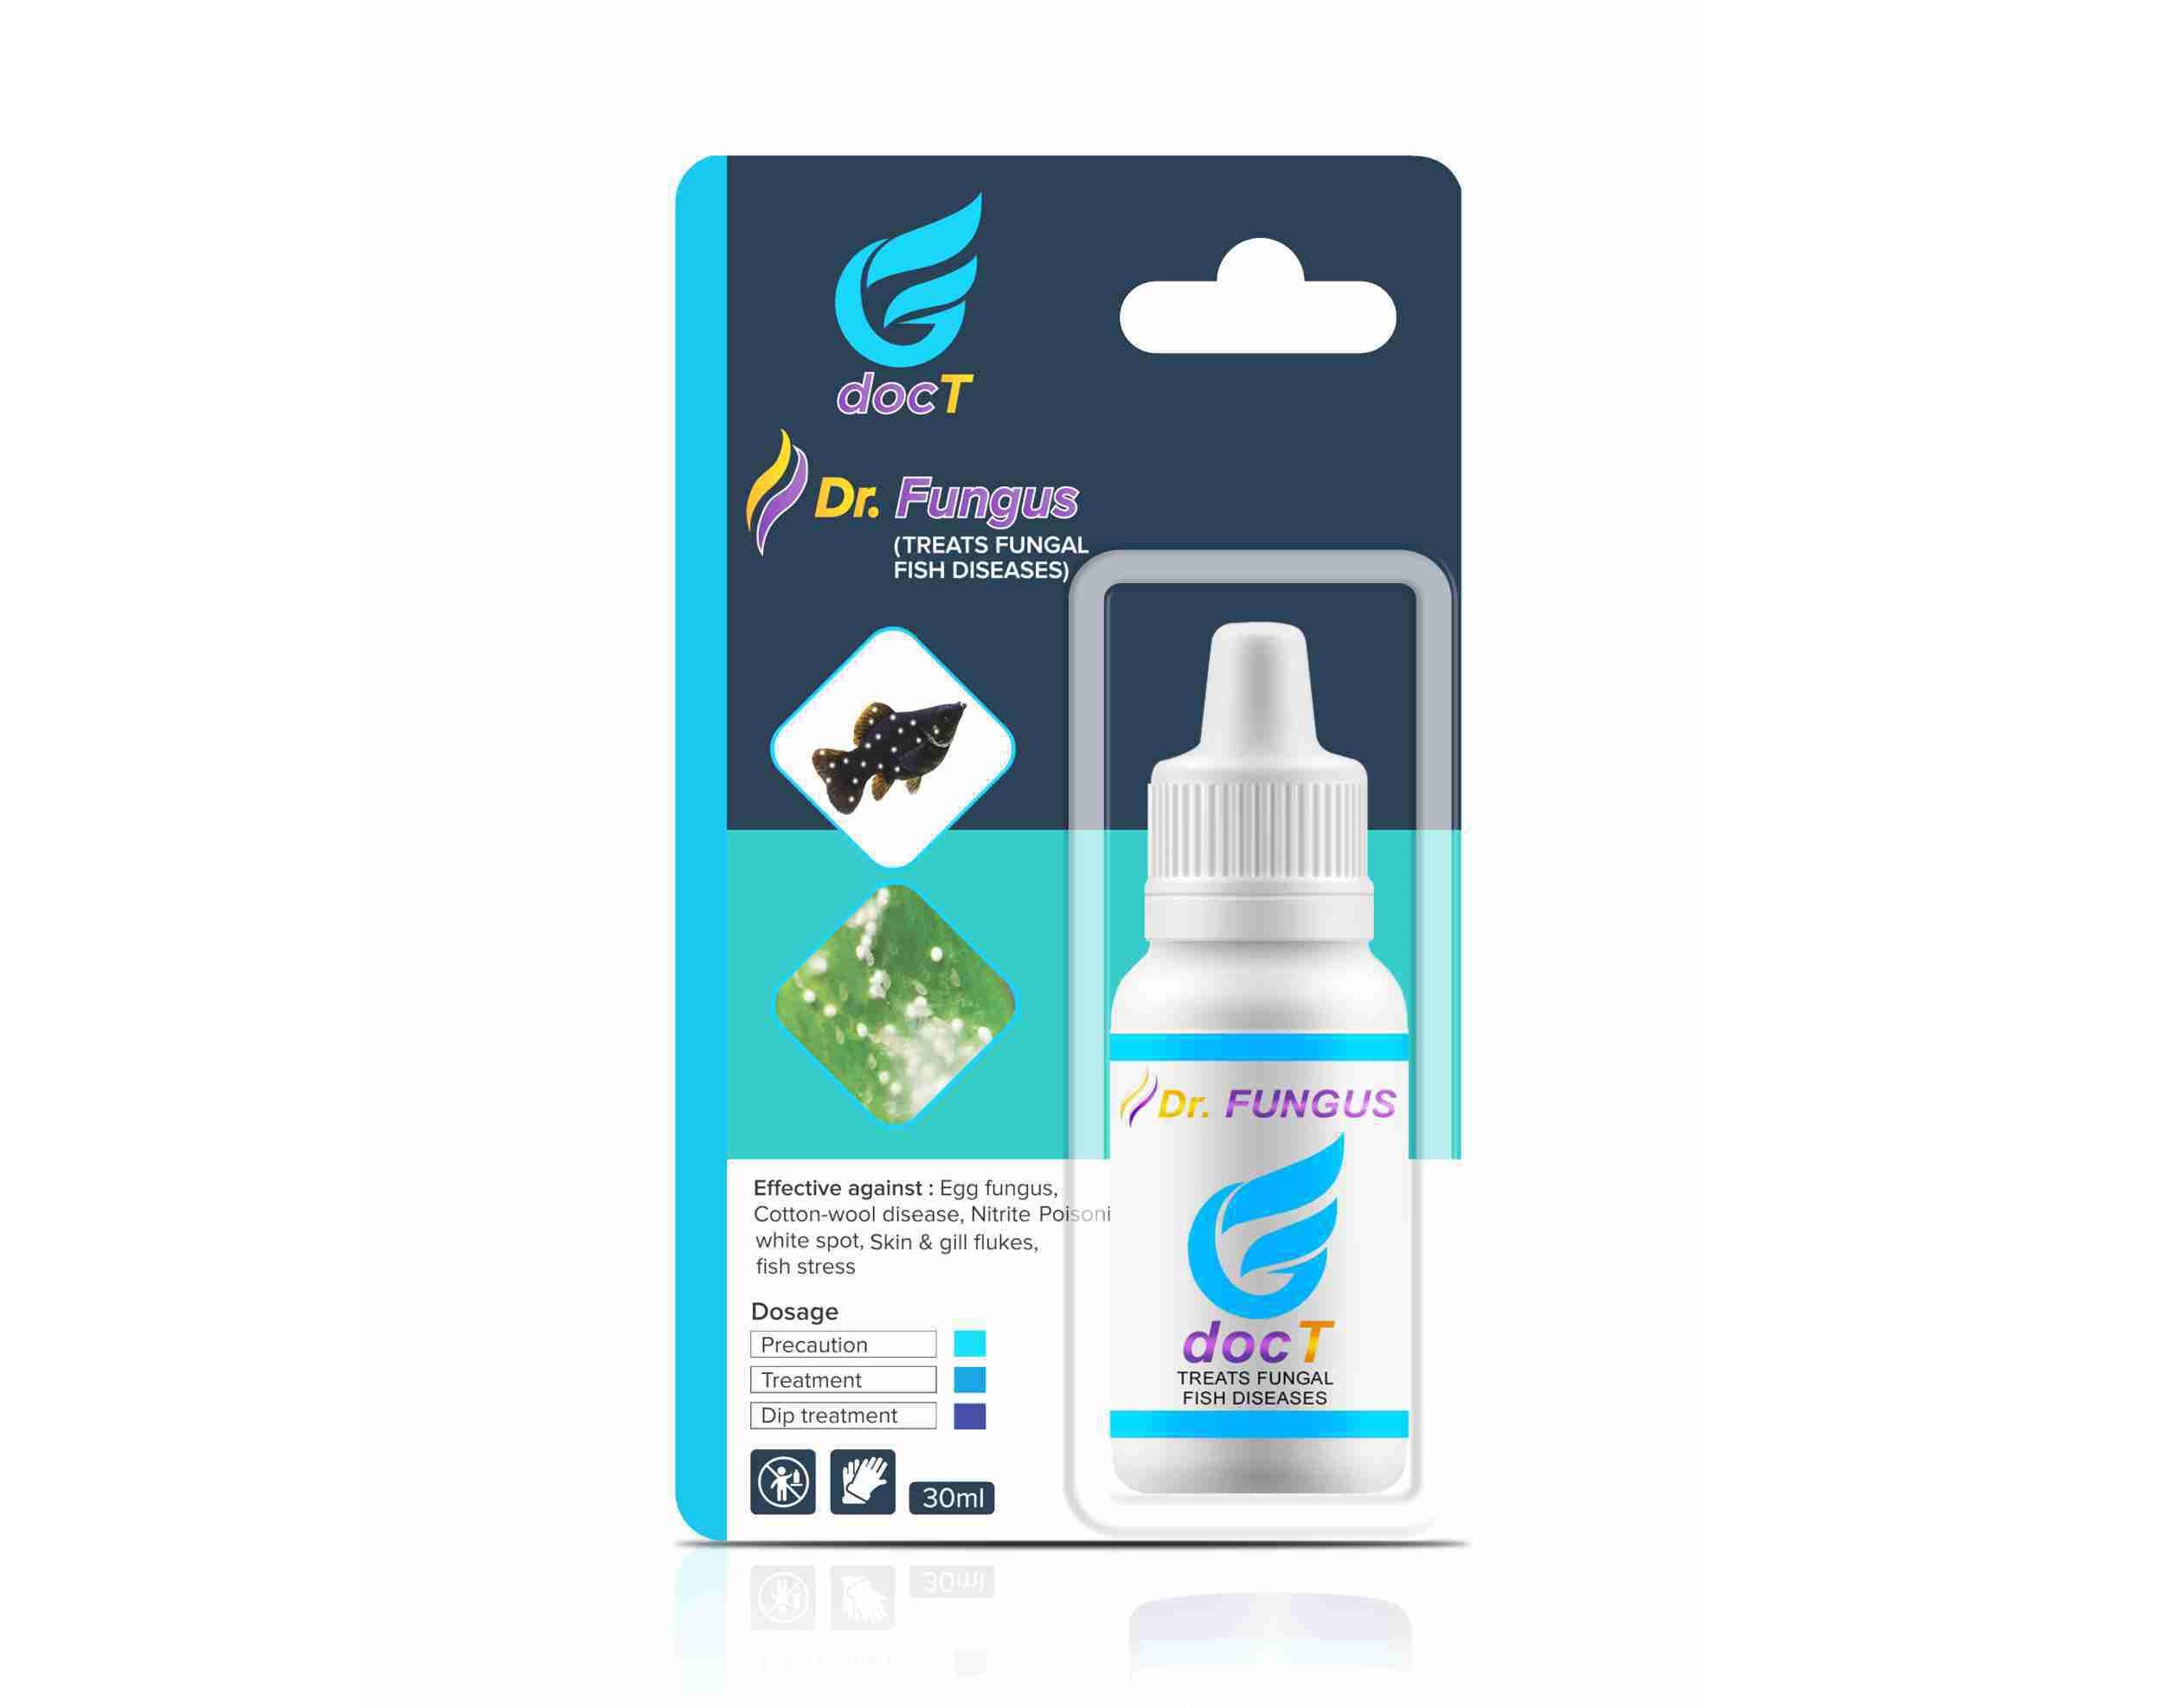 docT
Dr. Fungus
(TREATS FUNGAL
FISH DISEASES)
Effective against : Egg fungus,
Cotton-wool disease, Nitrite Poisoni
white spot, Skin & gill flukes,
fish stress
Dosage
Precaution
Treatment
Dip treatment
30ml
Dr. FUNGUS
docT
TREATS FUNGAL
FISH DISEASES